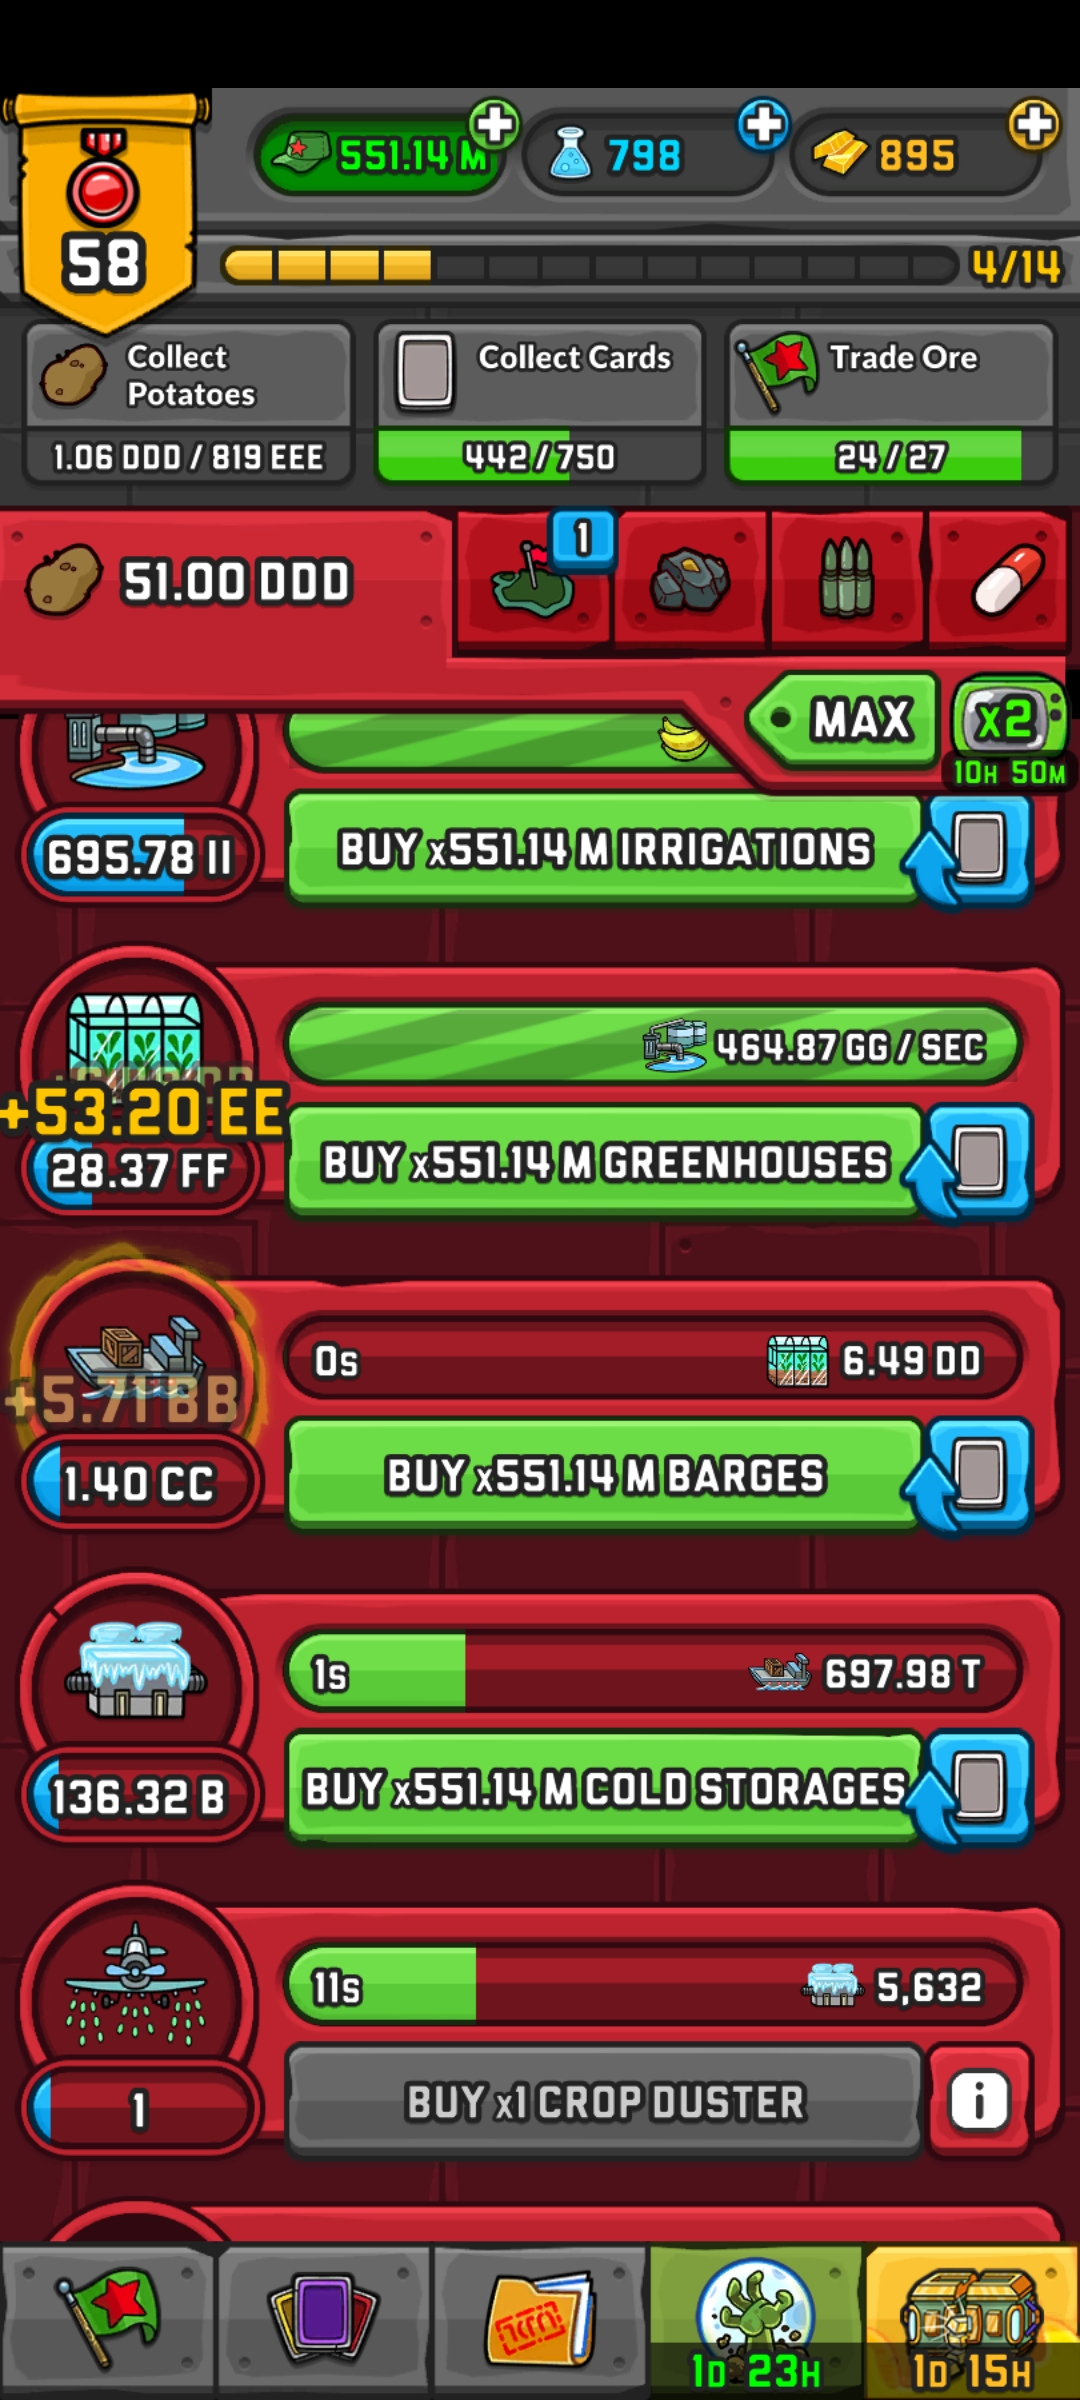 551.14 M
798
895
58
4/14
Collect Potatoes
1.06 DDD / 819 EEE
Collect Cards
442/750
Trade Ore
24/27
51.00 DDD
1
MAX
x2
10H 50M
695.78 II
BUY x551.14 M IRRIGATIONS
464.87 GG / SEC
+53.20 EE
28.37 FF
BUY x551.14 M GREENHOUSES
0s
6.49 DD
+5.71 BB
1.40 CC
BUY x551.14 M BARGES
1s
697.98 T
136.32 B
BUY x551.14 M COLD STORAGES
11s
5,632
1
BUY x1 CROP DUSTER
i
1D 23H
1D 15H